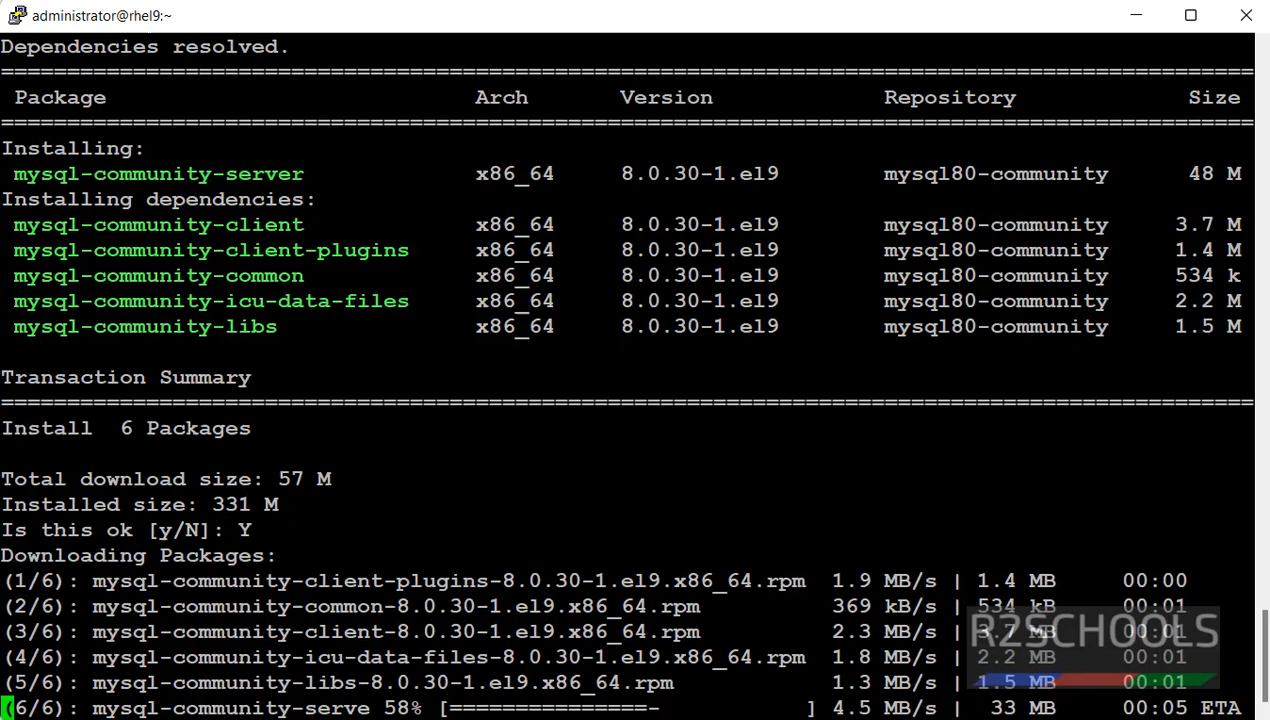 administrator@rhel9:~
Dependencies resolved.
================================================================================
Package Arch Version Repository Size
================================================================================
Installing:
mysql-community-server x86_64 8.0.30-1.el9 mysql80-community 48 M
Installing dependencies:
mysql-community-client x86_64 8.0.30-1.el9 mysql80-community 3.7 M
mysql-community-client-plugins x86_64 8.0.30-1.el9 mysql80-community 1.4 M
mysql-community-common x86_64 8.0.30-1.el9 mysql80-community 534 k
mysql-community-icu-data-files x86_64 8.0.30-1.el9 mysql80-community 2.2 M
mysql-community-libs x86_64 8.0.30-1.el9 mysql80-community 1.5 M
Transaction Summary
================================================================================
Install 6 Packages
Total download size: 57 M
Installed size: 331 M
Is this ok [y/N]: Y
Downloading Packages:
(1/6): mysql-community-client-plugins-8.0.30-1.el9.x86_64.rpm 1.9 MB/s | 1.4 MB 00:00
(2/6): mysql-community-common-8.0.30-1.el9.x86_64.rpm 369 kB/s | 534 kB 00:01
(3/6): mysql-community-client-8.0.30-1.el9.x86_64.rpm 2.3 MB/s | 3.7 MB 00:01
(4/6): mysql-community-icu-data-files-8.0.30-1.el9.x86_64.rpm 1.8 MB/s | 2.2 MB 00:01
(5/6): mysql-community-libs-8.0.30-1.el9.x86_64.rpm 1.3 MB/s | 1.5 MB 00:01
(6/6): mysql-community-serve 58% [===============- ] 4.5 MB/s | 33 MB 00:05 ETA
R2SCHOOLS